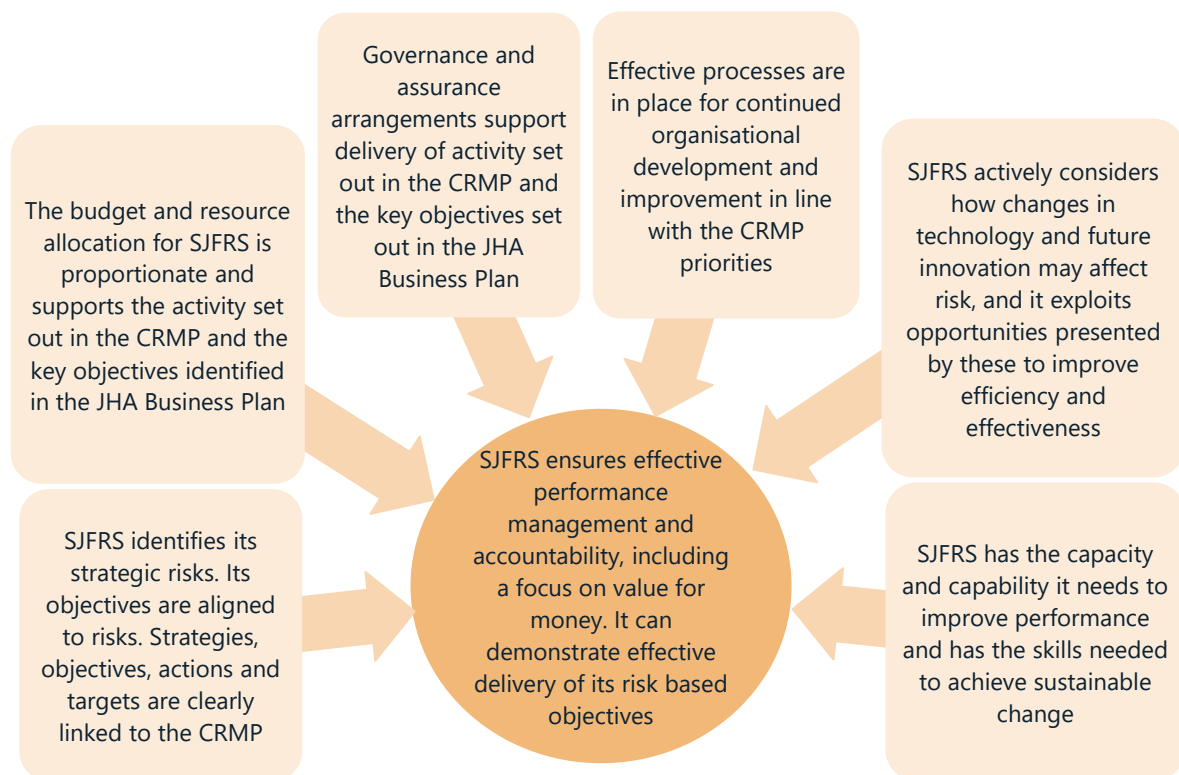 Governance and
assurance
arrangements support
delivery of activity set
out in the CRMP and
the key objectives set
out in the JHA
Business Plan
Effective processes are
in place for continued
organisational
development and
improvement in line
with the CRMP
priorities
The budget and resource
allocation for SJFRS is
proportionate and
supports the activity set
out in the CRMP and the
key objectives identified
in the JHA Business Plan
SJFRS actively considers
how changes in
technology and future
innovation may affect
risk, and it exploits
opportunities presented
by these to improve
efficiency and
effectiveness
SJFRS ensures effective
performance
management and
accountability, including
a focus on value for
money. It can
demonstrate effective
delivery of its risk based
objectives
SJFRS identifies its
strategic risks. Its
objectives are aligned
to risks. Strategies,
objectives, actions and
targets are clearly
linked to the CRMP
SJFRS has the capacity
and capability it needs to
improve performance
and has the skills needed
to achieve sustainable
change